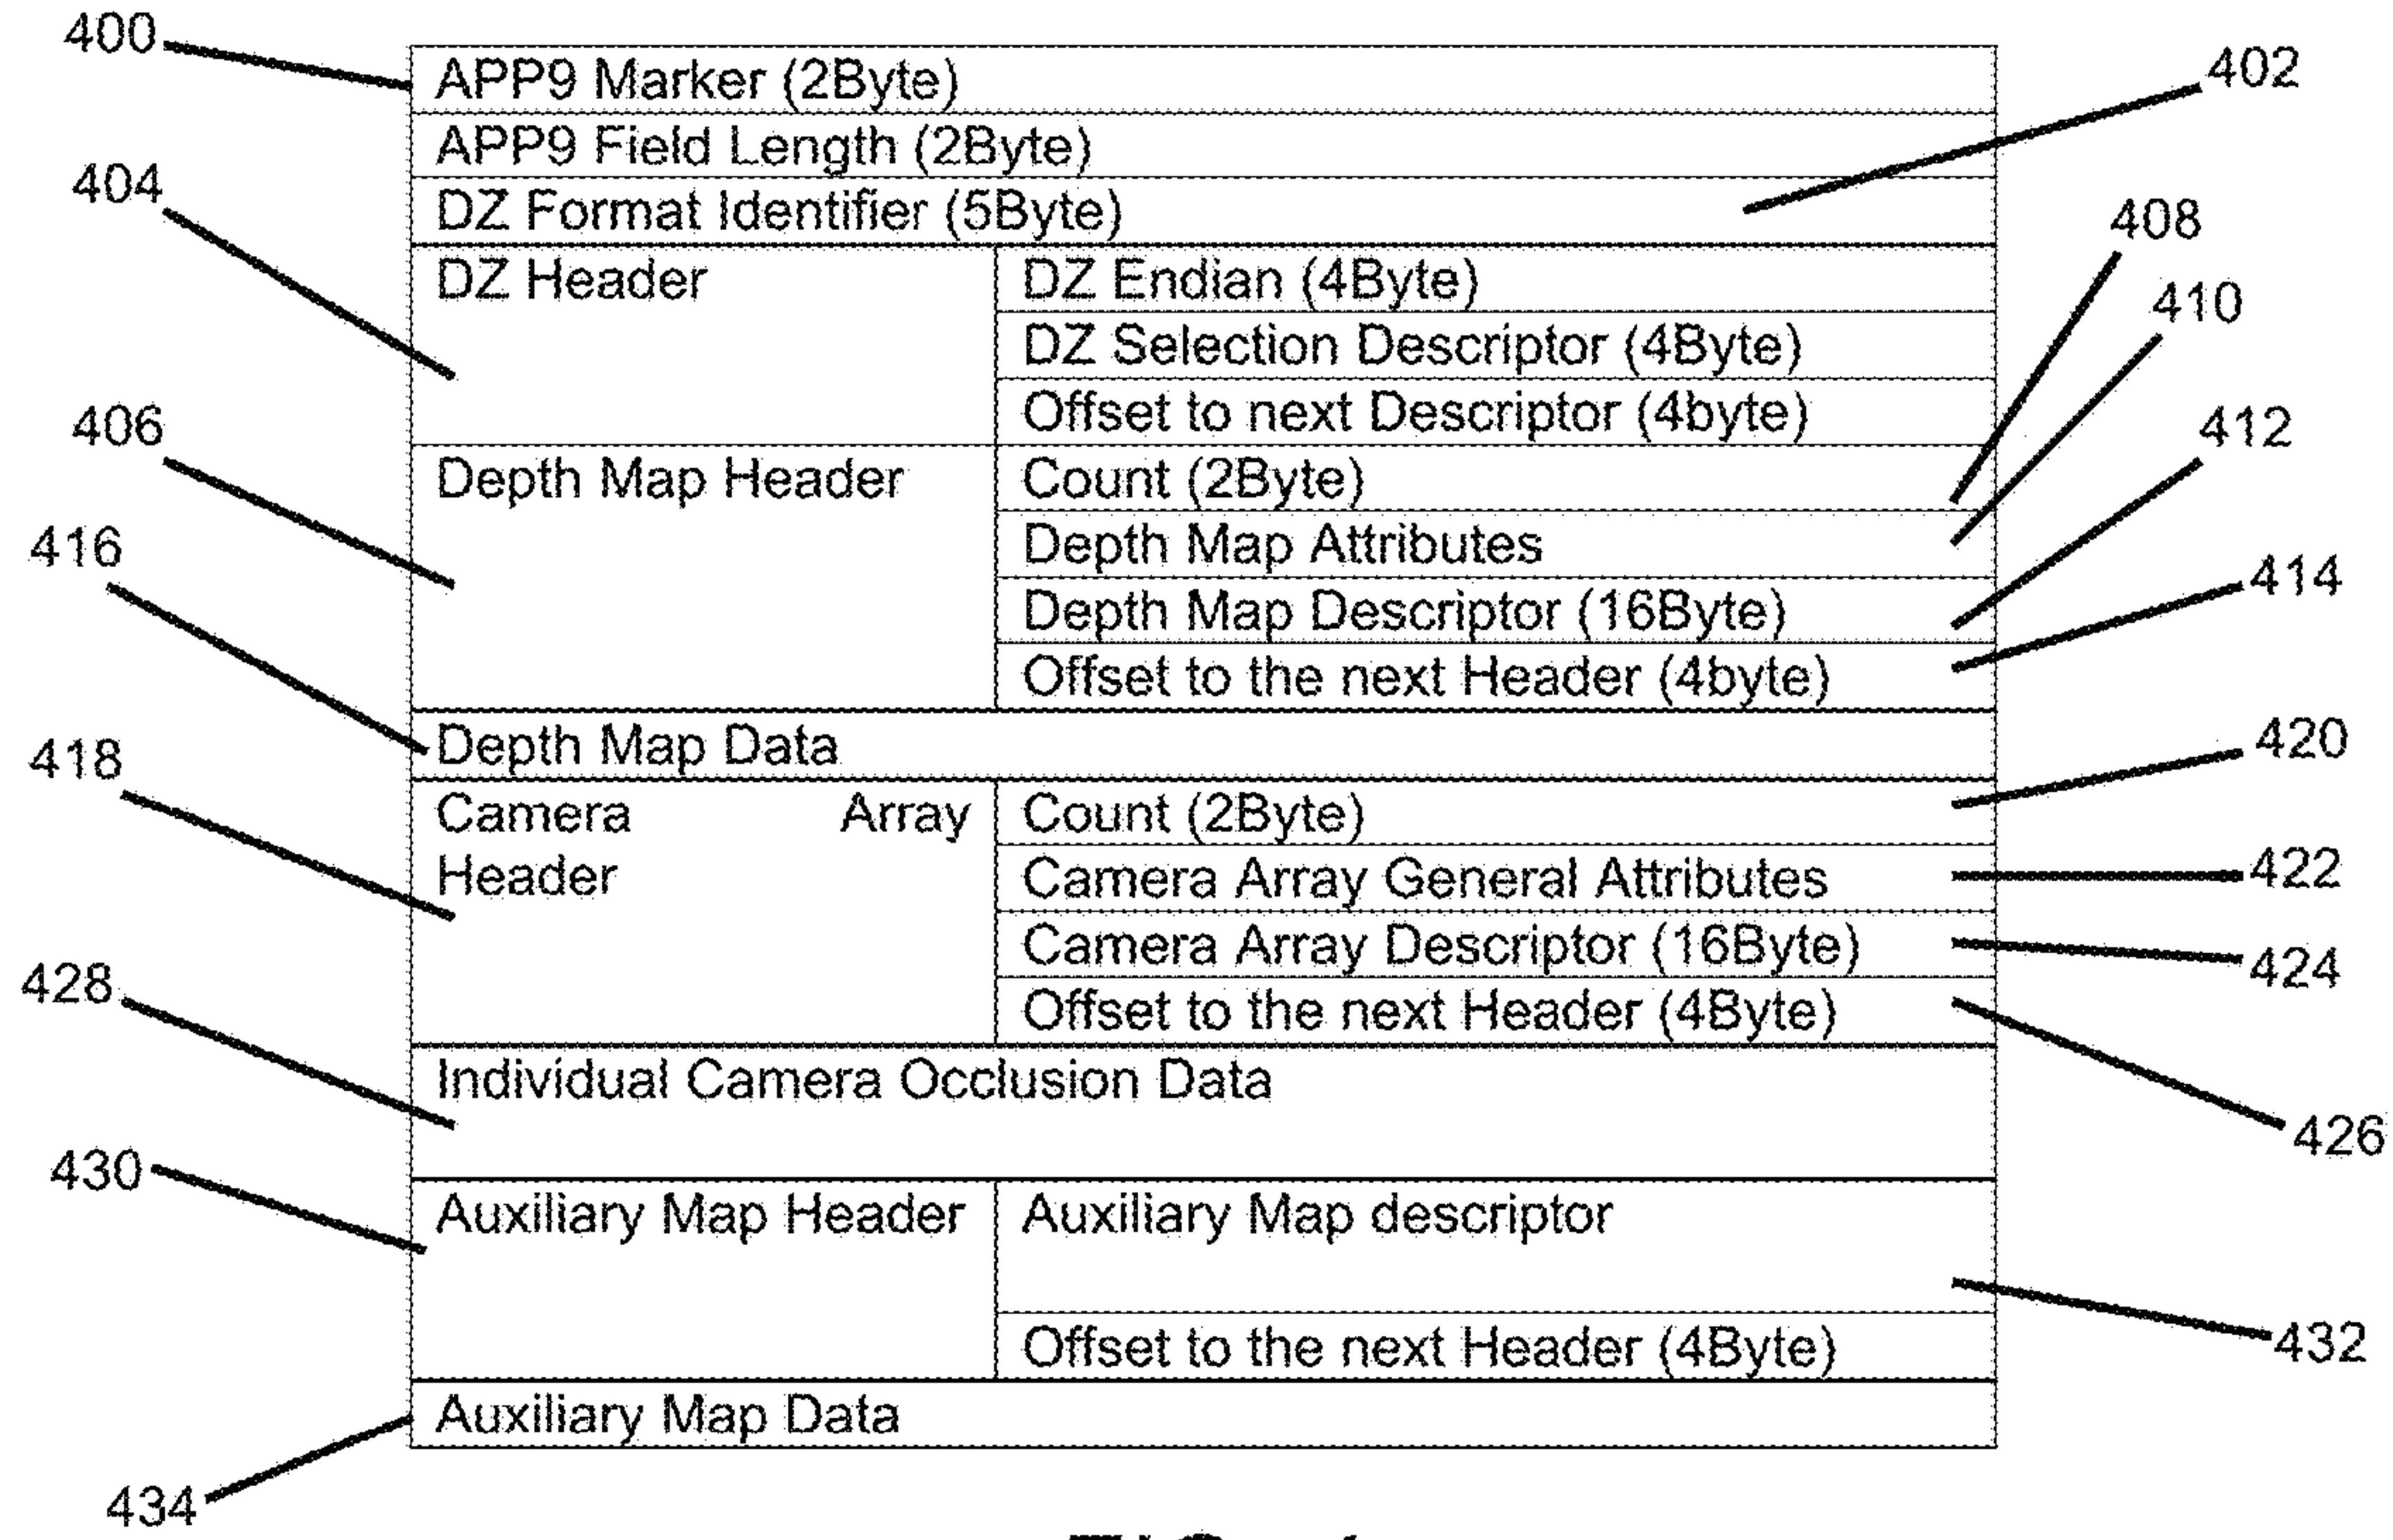 400
APP9 Marker (2Byte)
402
APP9 Field Length (2Byte)
404
DZ Format Identifier (5Byte)
408
DZ Header
DZ Endian (4Byte)
410
DZ Selection Descriptor (4Byte)
Offset to next Descriptor (4byte)
406
412
Depth Map Header
Count (2Byte)
416
Depth Map Attributes
414
Depth Map Descriptor (16Byte)
Offset to the next Header (4byte)
418
Depth Map Data
420
Camera Array
Header
Count (2Byte)
Camera Array General Attributes
422
Camera Array Descriptor (16Byte)
424
428
Offset to the next Header (4Byte)
Individual Camera Occlusion Data
426
430
Auxiliary Map Header
Auxiliary Map descriptor
Offset to the next Header (4Byte)
432
Auxiliary Map Data
434